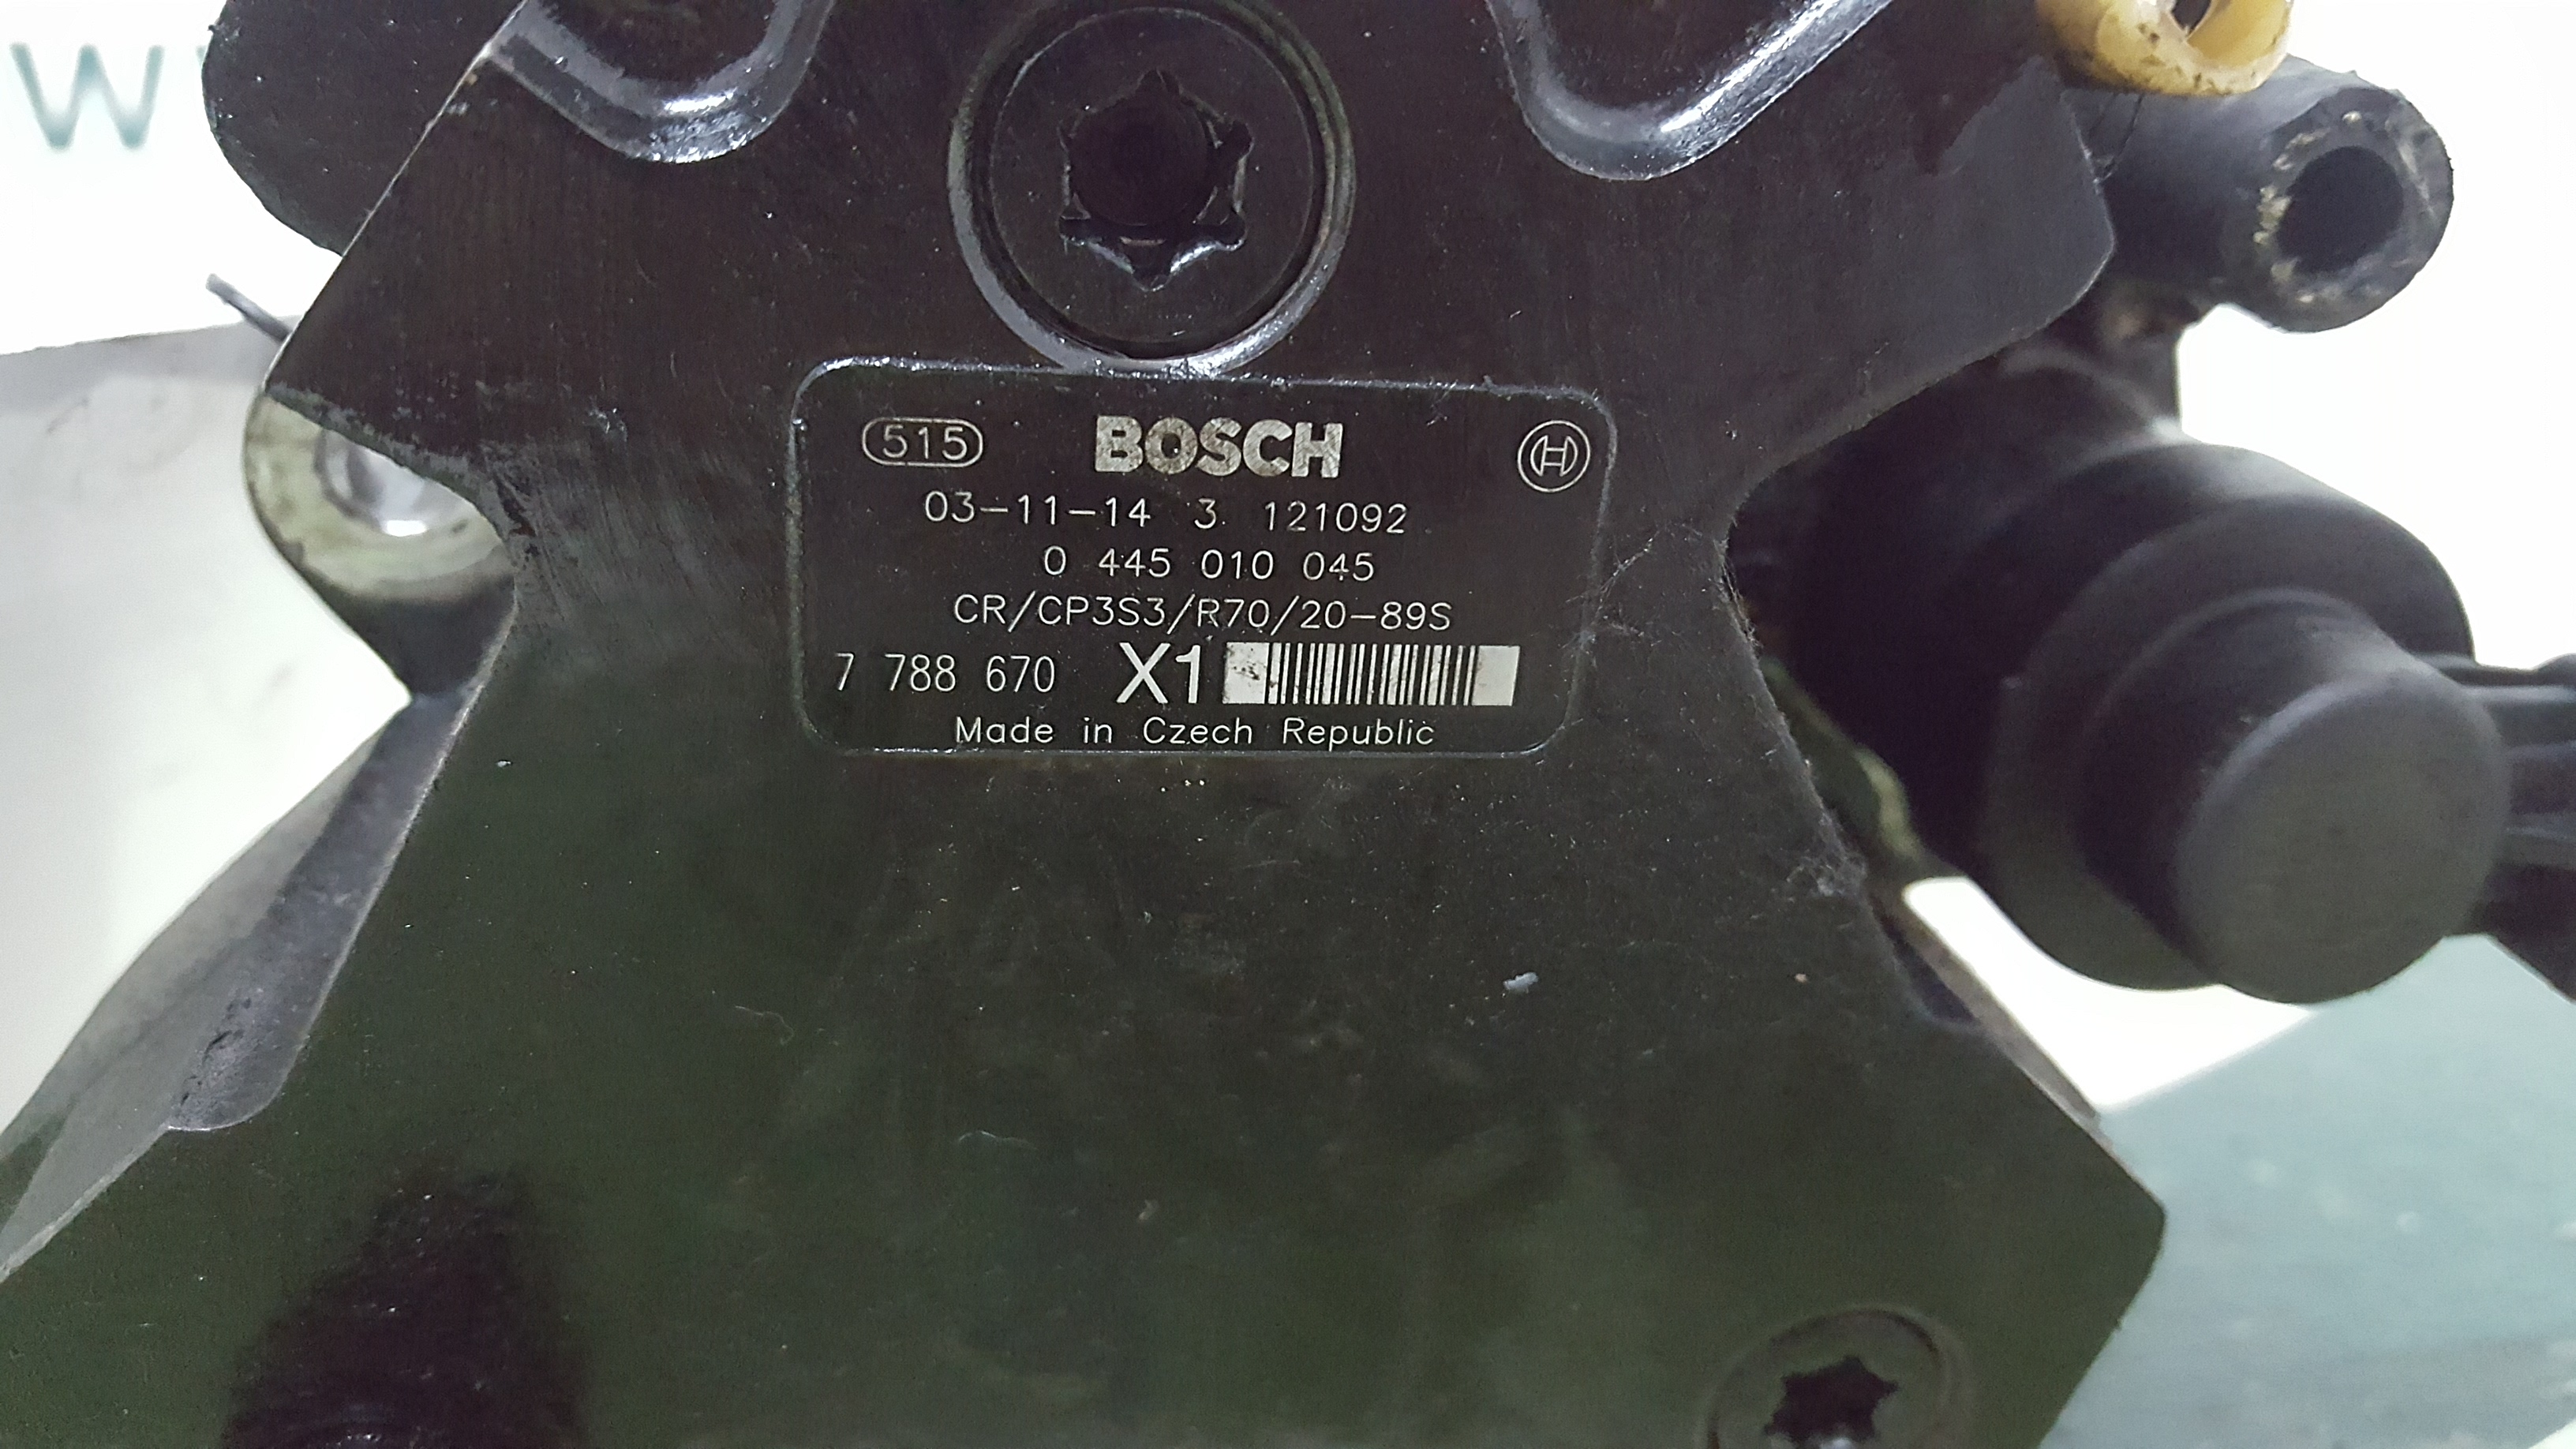 W
515 BOSCH
03-11-14 3 121092
0 445 010 045
CR/CP3S3/R70/20-89S
7 788 670 X1
Made in Czech Republic